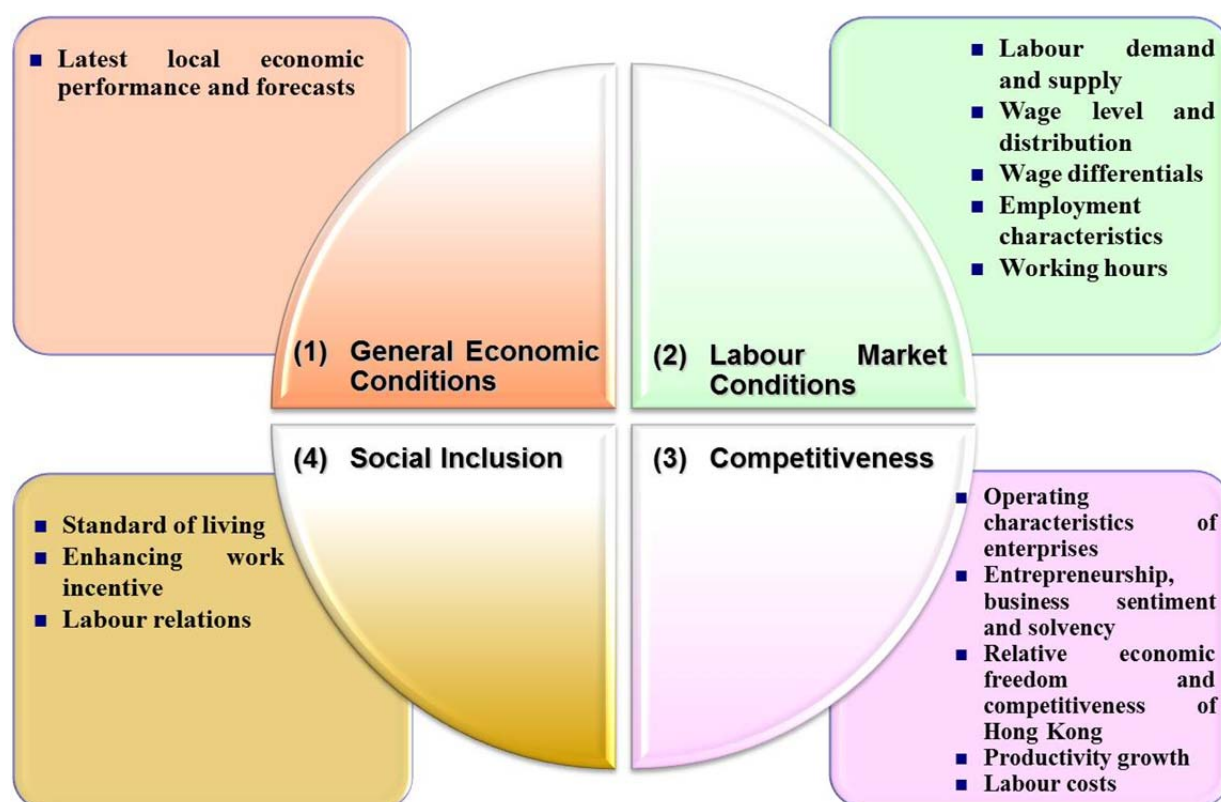 ■ Latest local economic
performance and forecasts
(1) General Economic
Conditions
■ Labour demand
and supply
■ Wage level and
distribution
■ Wage differentials
■ Employment
characteristics
■ Working hours
(2) Labour Market
Conditions
(4) Social Inclusion
■ Standard of living
■ Enhancing work
incentive
■ Labour relations
(3) Competitiveness
■ Operating
characteristics of
enterprises
■ Entrepreneurship,
business sentiment
and solvency
■ Relative economic
freedom and
competitiveness of
Hong Kong
■ Productivity growth
■ Labour costs